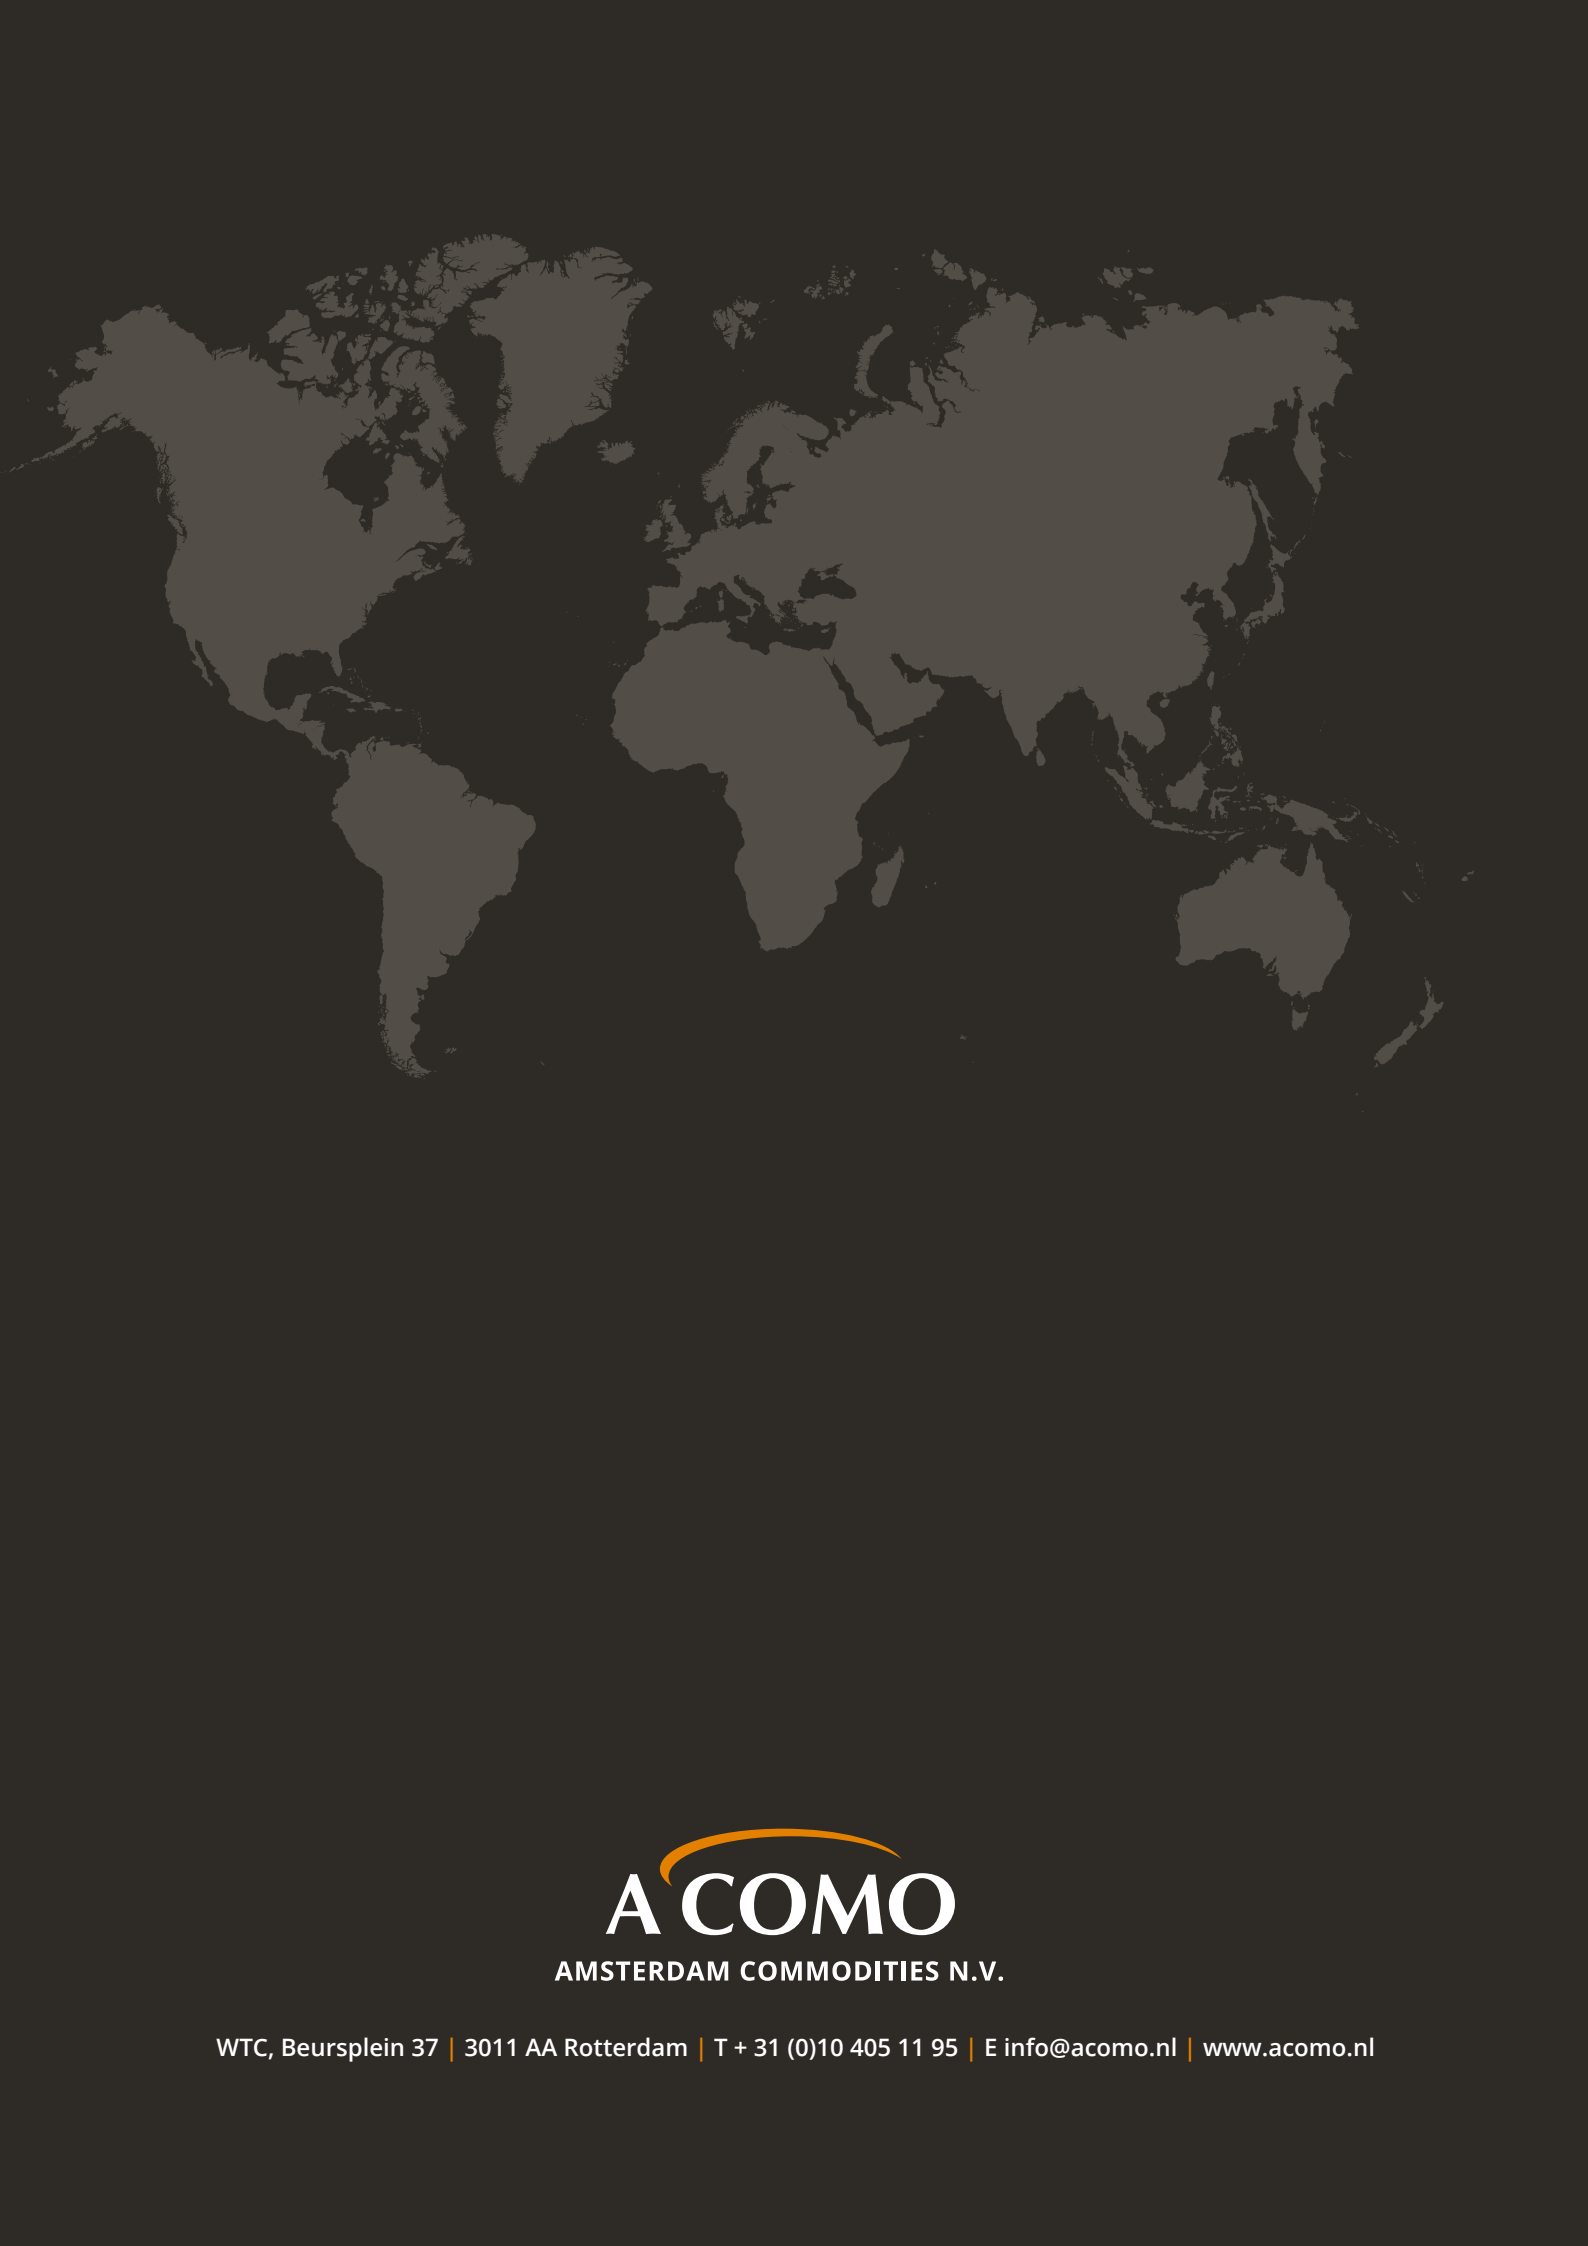 ACOMO
AMSTERDAM COMMODITIES N.V.
WTC, Beursplein 37 | 3011 AA Rotterdam | T + 31 (0)10 405 11 95 | E info@acomo.nl | www.acomo.nl